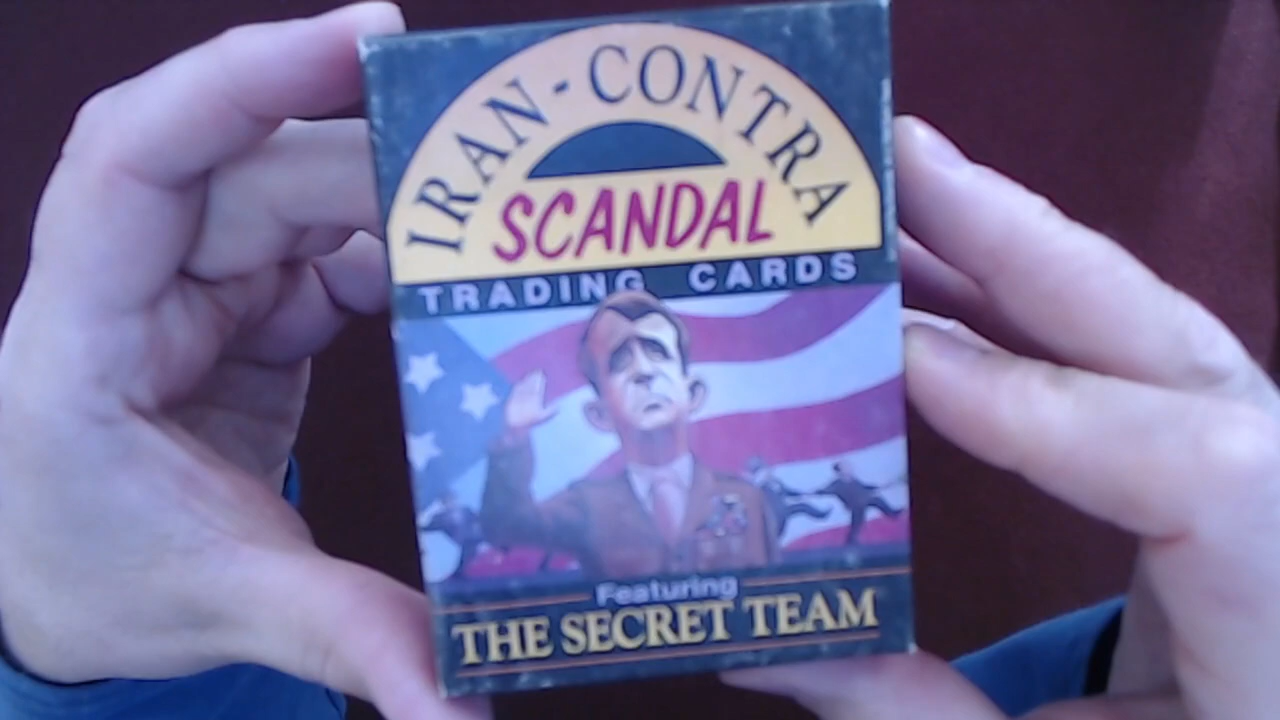 IRAN-CONTRA
SCANDAL
TRADING CARDS
Featuring
THE SECRET TEAM